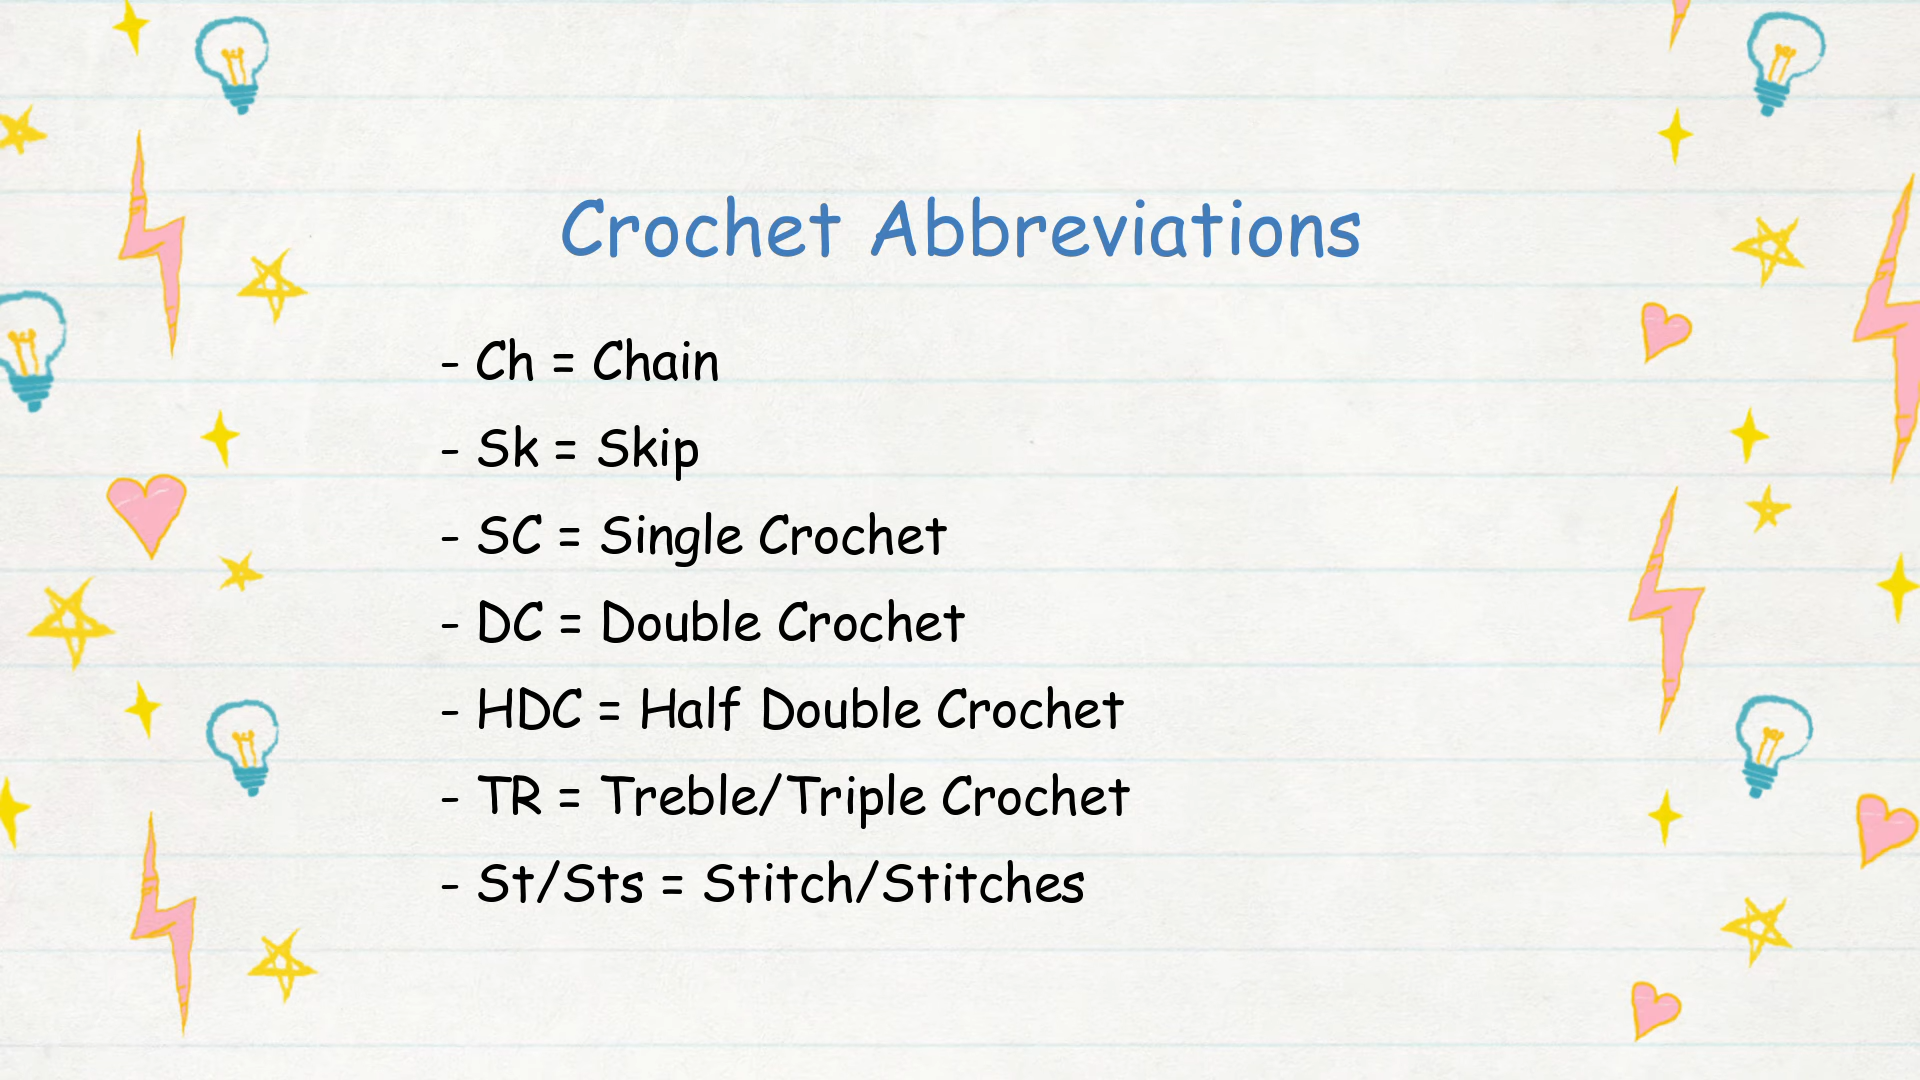 Crochet Abbreviations
- Ch = Chain
- Sk = Skip
- SC = Single Crochet
- DC = Double Crochet
- HDC = Half Double Crochet
- TR = Treble/Triple Crochet
- St/Sts = Stitch/Stitches